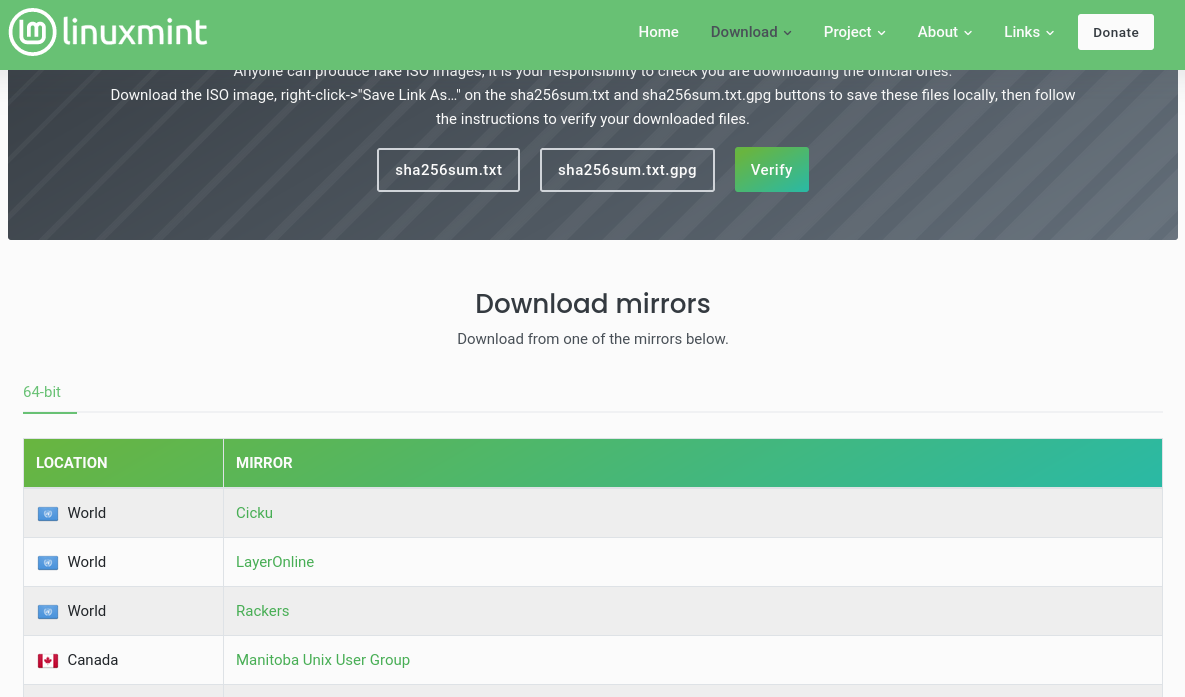 linuxmint
Home Download Project About Links Donate
Anyone can produce fake ISO images, it is your responsibility to check you are downloading the official ones.
Download the ISO image, right-click->"Save Link As..." on the sha256sum.txt and sha256sum.txt.gpg buttons to save these files locally, then follow
the instructions to verify your downloaded files.
sha256sum.txt sha256sum.txt.gpg Verify
Download mirrors
Download from one of the mirrors below.
64-bit
LOCATION MIRROR
World Cicku
World LayerOnline
World Rackers
Canada Manitoba Unix User Group